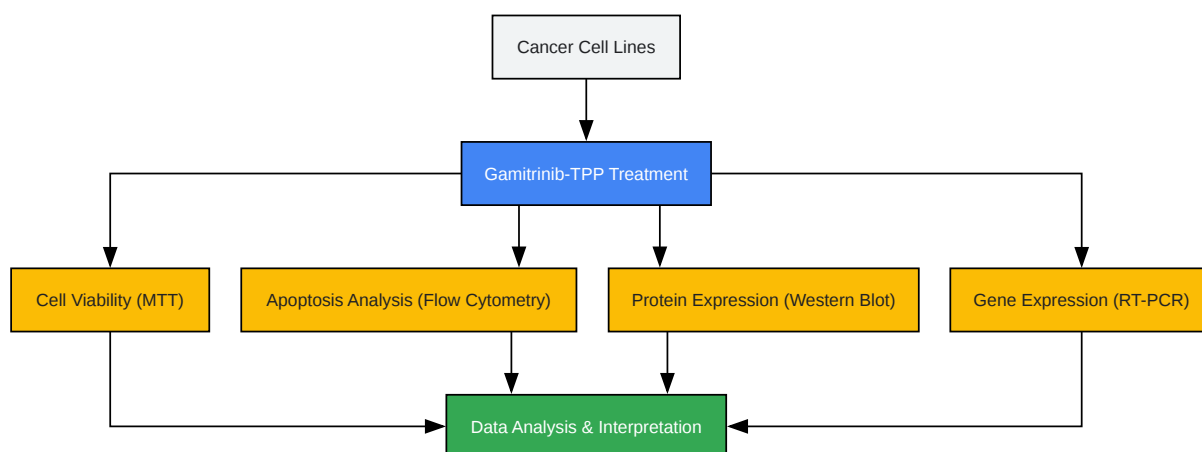 Cancer Cell Lines
Gamitrinib-TPP Treatment
Cell Viability (MTT)
Apoptosis Analysis (Flow Cytometry)
Protein Expression (Western Blot)
Gene Expression (RT-PCR)
Data Analysis & Interpretation